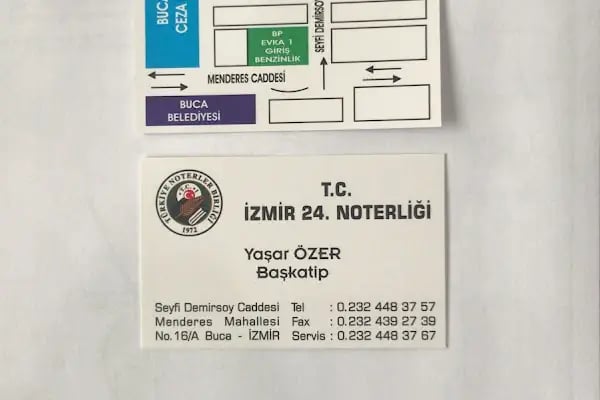 BUCA
CEZA
BP
EVKA 1
GİRİŞ
BENZİNLİK
SEYFİ DEMİRSOY
MENDERES CADDESİ
BUCA
BELEDİYESİ
TÜRKİYE NOTERLER BİRLİĞİ
T.C.
1972
T.C.
İZMİR 24. NOTERLİĞİ
Yaşar ÖZER
Başkatip
Seyfi Demirsoy Caddesi Tel : 0.232 448 37 57
Menderes Mahallesi Fax : 0.232 439 27 39
No.16/A Buca - İZMİR Servis : 0.232 448 37 67